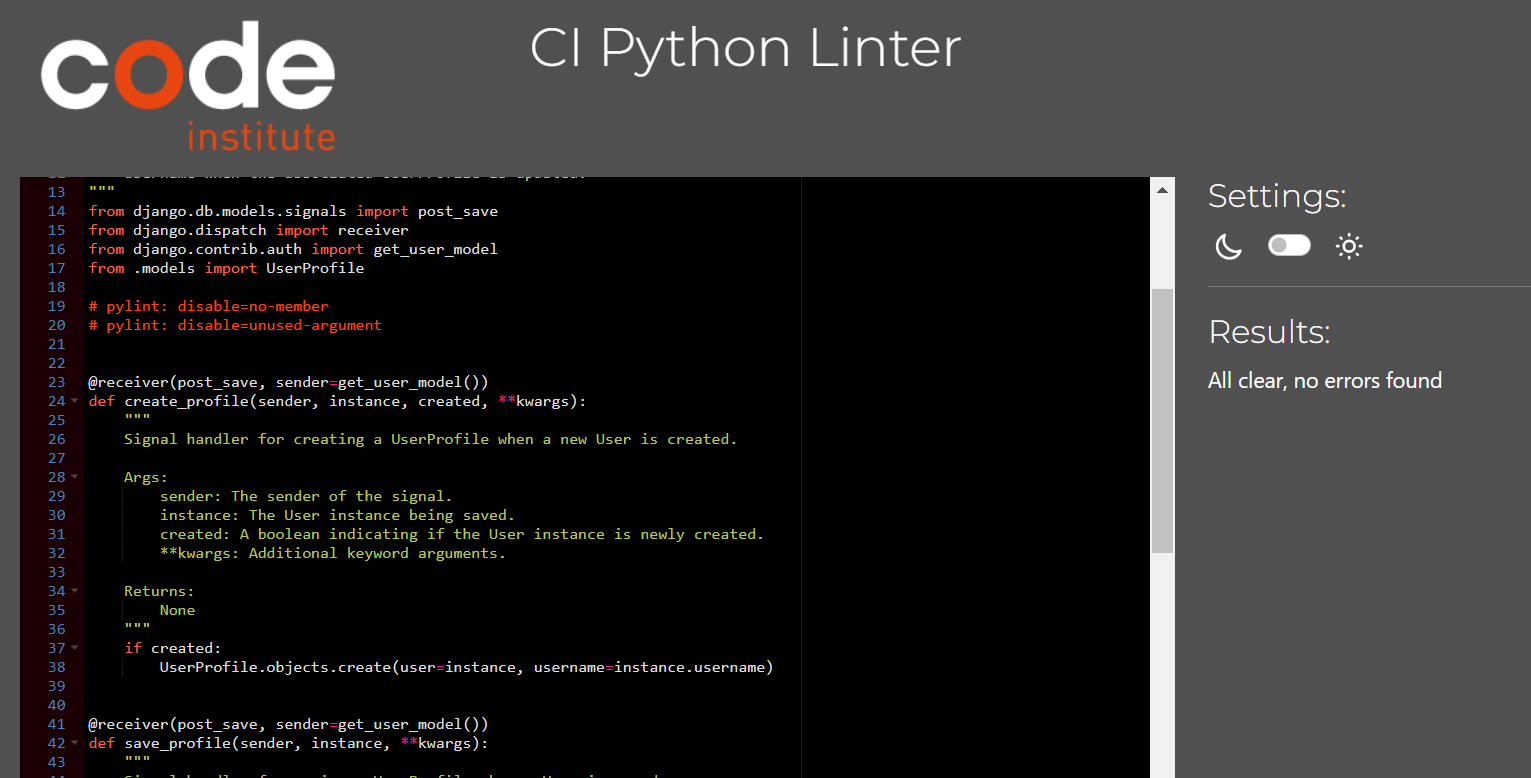 code
institute
CI Python Linter
13 """
14 from django.db.models.signals import post_save
15 from django.dispatch import receiver
16 from django.contrib.auth import get_user_model
17 from .models import UserProfile
18
19 # pylint: disable=no-member
20 # pylint: disable=unused-argument
21
22
23 @receiver(post_save, sender=get_user_model())
24 def create_profile(sender, instance, created, **kwargs):
25 """
26 Signal handler for creating a UserProfile when a new User is created.
27
28 Args:
29 sender: The sender of the signal.
30 instance: The User instance being saved.
31 created: A boolean indicating if the User instance is newly created.
32 **kwargs: Additional keyword arguments.
33
34 Returns:
35 None
36 """
37 if created:
38 UserProfile.objects.create(user=instance, username=instance.username)
39
40
41 @receiver(post_save, sender=get_user_model())
42 def save_profile(sender, instance, **kwargs):
43 """
Settings:
Results:
All clear, no errors found